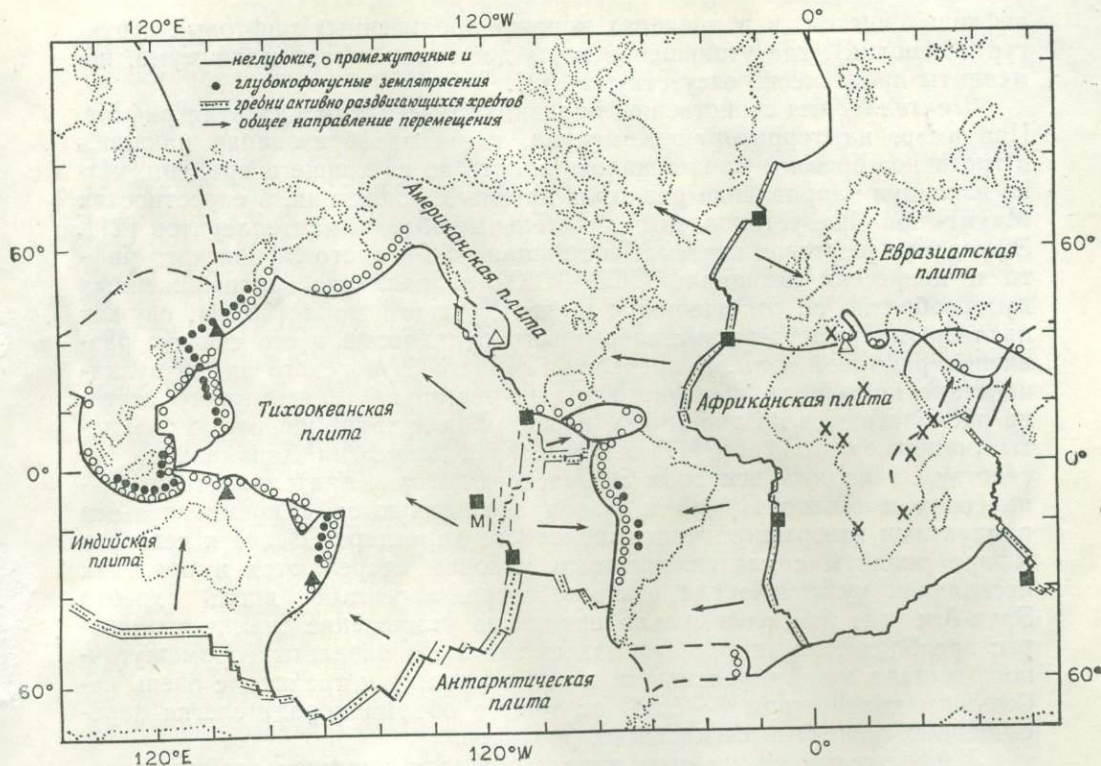 120°E 120°W 0°
неглубокие, промежуточные и
глубокофокусные землятрясения
гребни активно раздвигающихся хребтов
общее направление перемещения
Американская плита
60° 60°
Евразиатская
плита
Тихоокеанская
плита
Африканская плита
0° 0°
М
Индийская
плита
Антарктическая
плита
60° 60°
120°E 120°W 0°